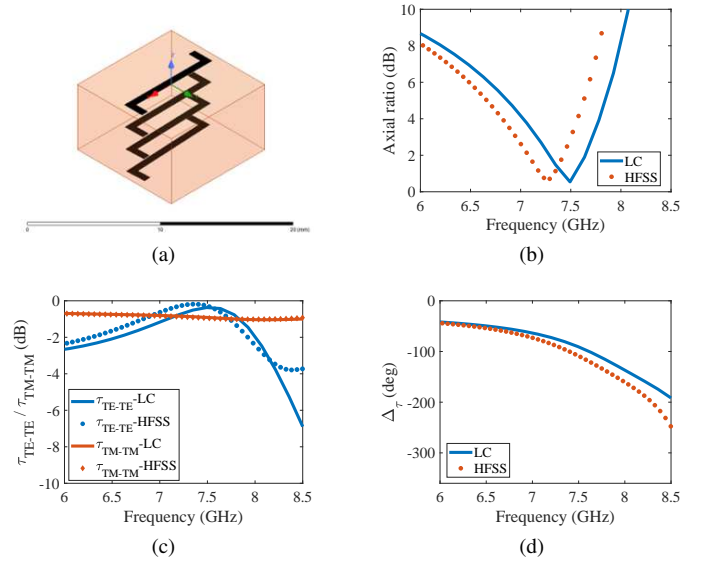 0 10 20 (mm)
(a)
10
8
6
4
2
0
6 6.5 7 7.5 8 8.5
Axial ratio (dB)
Frequency (GHz)
LC
HFSS
(b)
0
-2
-4
-6
-8
-10
6 6.5 7 7.5 8 8.5
τTE-TE / τTM-TM (dB)
Frequency (GHz)
τTE-TE-LC
τTE-TE-HFSS
τTM-TM-LC
τTM-TM-HFSS
(c)
0
-100
-200
-300
6 6.5 7 7.5 8 8.5
Δτ (deg)
Frequency (GHz)
LC
HFSS
(d)